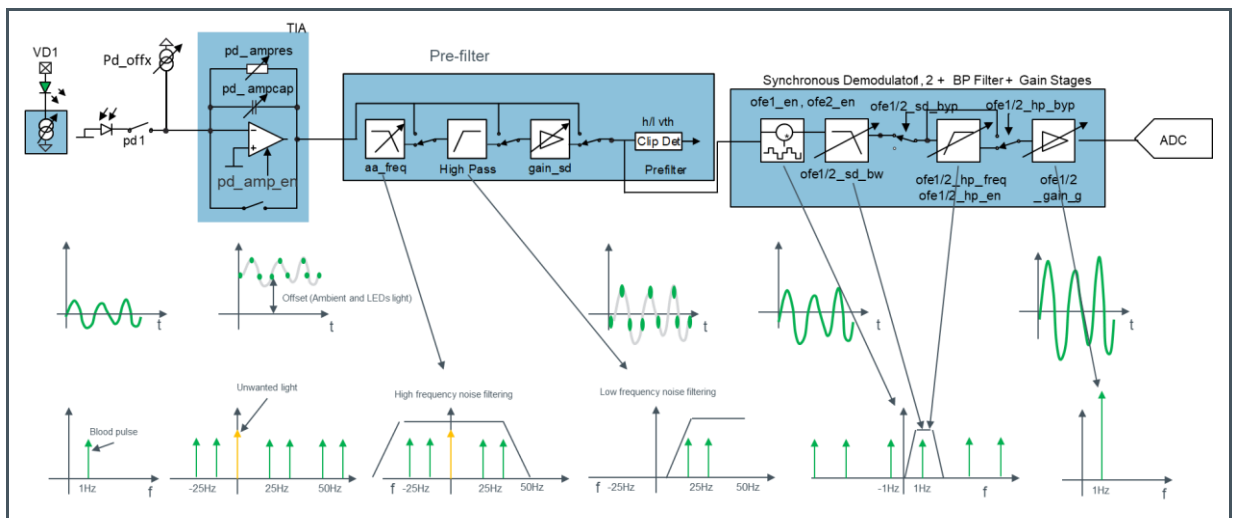 TIA
VD1
Pd_offx
pd_ampres
pd_ampcap
pd1
pd_amp_en
Pre-filter
aa_freq
High Pass
gain_sd
h/l vth
Clip Det
Prefilter
Synchronous Demodulator1, 2 + BP Filter + Gain Stages
ofe1_en , ofe2_en
ofe1/2_sd_byp
ofe1/2_hp_byp
ofe1/2_sd_bw
ofe1/2_hp_freq
ofe1/2_hp_en
ofe1/2
_gain_g
ADC
t
Offset (Ambient and LEDs light)
t
t
t
t
Blood pulse
1Hz
f
Unwanted light
-25Hz
25Hz
50Hz
f
High frequency noise filtering
-25Hz
25Hz
50Hz
f
Low frequency noise filtering
f
-25Hz
25Hz
50Hz
-1Hz
1Hz
f
1Hz
f